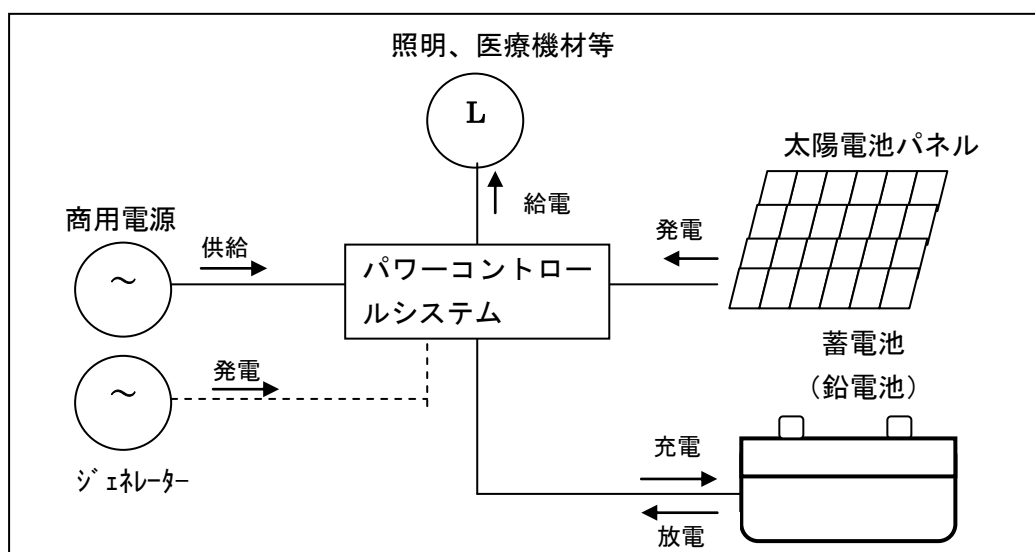 照明、医療機材等
L
太陽電池パネル
給電
商用電源
発電
供給
～
パワーコントロー
ルシステム
蓄電池
（鉛電池）
発電
～
充電
ｼﾞｪﾈﾚｰﾀｰ
放電